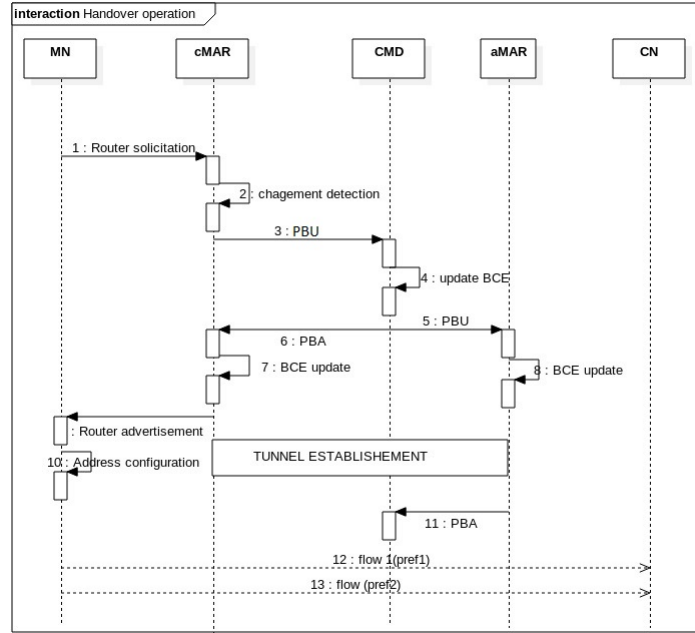 interaction Handover operation
MN
cMAR
CMD
aMAR
CN
1 : Router solicitation
2 : chagement detection
3 : PBU
4 : update BCE
5 : PBU
6 : PBA
7 : BCE update
8 : BCE update
: Router advertisement
10 : Address configuration
TUNNEL ESTABLISHEMENT
11 : PBA
12 : flow 1(pref1)
13 : flow (pref2)